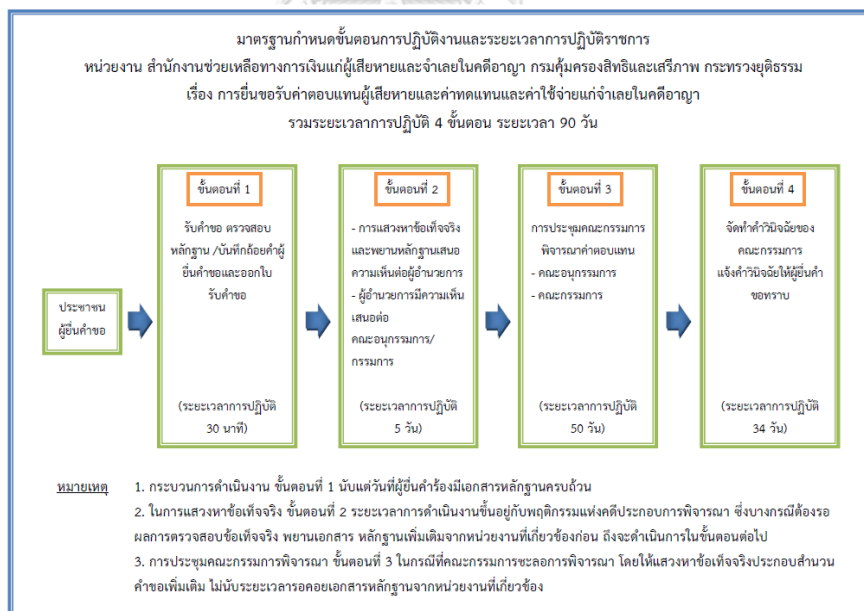 มาตรฐานกำหนดขั้นตอนการปฏิบัติงานและระยะเวลาการปฏิบัติราชการ
หน่วยงาน สำนักงานช่วยเหลือทางการเงินแก่ผู้เสียหายและจำเลยในคดีอาญา กรมคุ้มครองสิทธิและเสรีภาพ กระทรวงยุติธรรม
เรื่อง การยื่นขอรับค่าตอบแทนผู้เสียหายและค่าทดแทนและค่าใช้จ่ายแก่จำเลยในคดีอาญา
รวมระยะเวลาการปฏิบัติ 4 ขั้นตอน ระยะเวลา 90 วัน
ประชาชน
ผู้ยื่นคำขอ
ขั้นตอนที่ 1
รับคำขอ ตรวจสอบ
หลักฐาน /บันทึกถ้อยคำผู้
ยื่นคำขอและออกใบ
รับคำขอ
(ระยะเวลาการปฏิบัติ
30 นาที)
ขั้นตอนที่ 2
- การแสวงหาข้อเท็จจริง
และพยานหลักฐานเสนอ
ความเห็นต่อผู้อำนวยการ
- ผู้อำนวยการมีความเห็น
เสนอต่อ
คณะอนุกรรมการ/
กรรมการ
(ระยะเวลาการปฏิบัติ
5 วัน)
ขั้นตอนที่ 3
การประชุมคณะกรรมการ
พิจารณาค่าตอบแทน
- คณะอนุกรรมการ
- คณะกรรมการ
(ระยะเวลาการปฏิบัติ
50 วัน)
ขั้นตอนที่ 4
จัดทำคำวินิจฉัยของ
คณะกรรมการ
แจ้งคำวินิจฉัยให้ผู้ยื่นคำ
ขอทราบ
(ระยะเวลาการปฏิบัติ
34 วัน)
หมายเหตุ 1. กระบวนการดำเนินงาน ขั้นตอนที่ 1 นับแต่วันที่ผู้ยื่นคำร้องมีเอกสารหลักฐานครบถ้วน
2. ในการแสวงหาข้อเท็จจริง ขั้นตอนที่ 2 ระยะเวลาการดำเนินงานขึ้นอยู่กับพฤติกรรมแห่งคดีประกอบการพิจารณา ซึ่งบางกรณีต้องรอ
ผลการตรวจสอบข้อเท็จจริง พยานเอกสาร หลักฐานเพิ่มเติมจากหน่วยงานที่เกี่ยวข้องก่อน ถึงจะดำเนินการในขั้นตอนต่อไป
3. การประชุมคณะกรรมการพิจารณา ขั้นตอนที่ 3 ในกรณีที่คณะกรรมการชะลอการพิจารณา โดยให้แสวงหาข้อเท็จจริงประกอบสำนวน
คำขอเพิ่มเติม ไม่นับระยะเวลารอคอยเอกสารหลักฐานจากหน่วยงานที่เกี่ยวข้อง